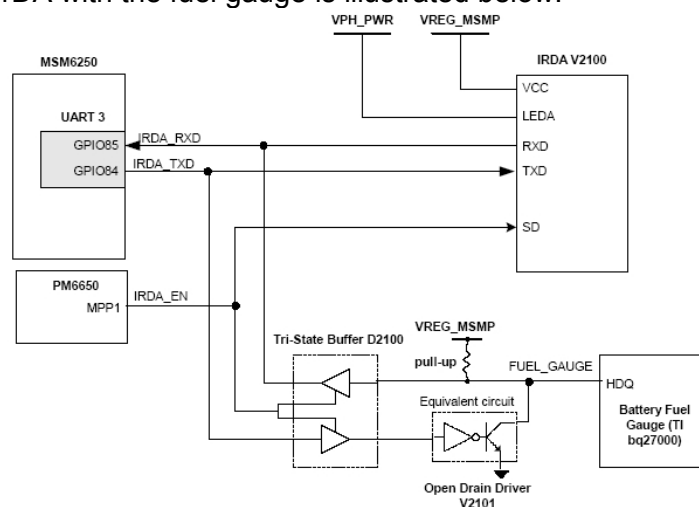 RDA with the fuel gauge is illustrated below.
VPH_PWR
VREG_MSMP
MSM6250
IRDA V2100
VCC
UART 3
LEDA
GPIO85
IRDA_RXD
RXD
GPIO84
IRDA_TXD
TXD
SD
PM6650
MPP1
IRDA_EN
VREG_MSMP
Tri-State Buffer D2100
pull-up
FUEL_GAUGE
HDQ
Equivalent circuit
Battery Fuel
Gauge (TI
bq27000)
Open Drain Driver
V2101